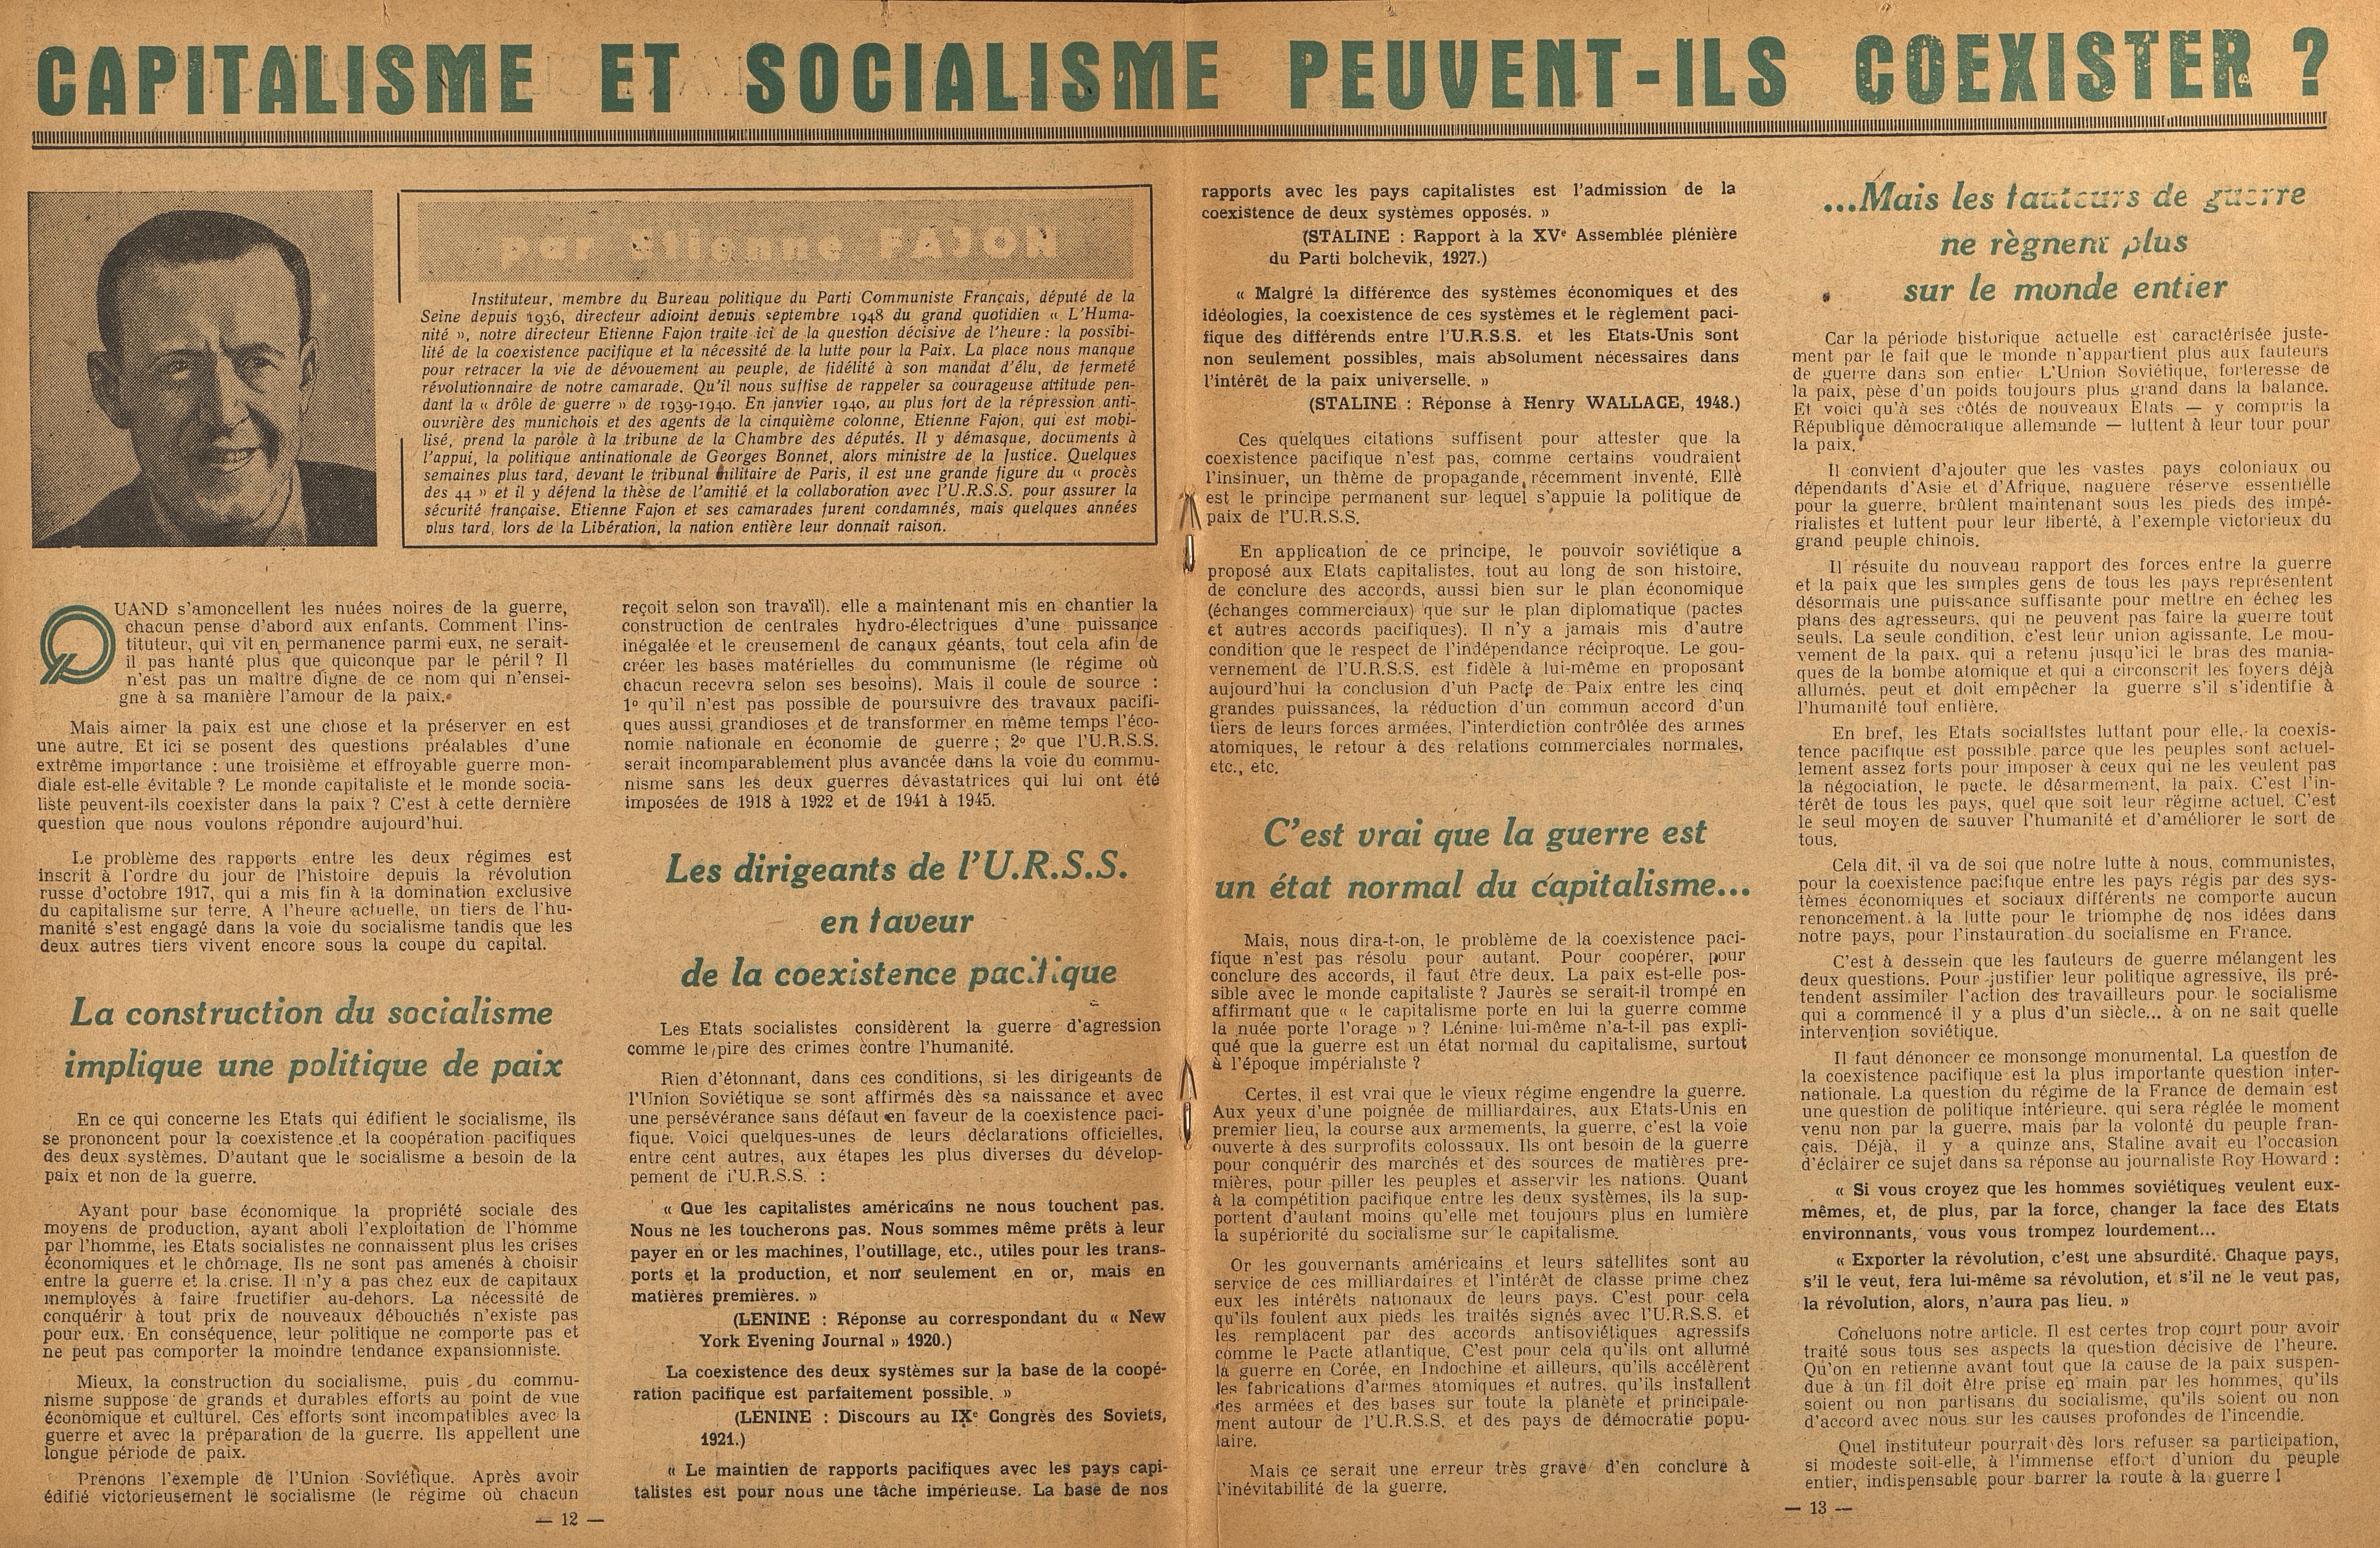 CAPITALISME ET SOCIALISME PEUVENT-ILS COEXISTER ?
par Etienne FAJON
Instituteur, membre du Bureau politique du Parti Communiste Français, député de la
Seine depuis 1936, directeur adjoint depuis septembre 1948 du grand quotidien « L'Huma-
nité », notre directeur Etienne Fajon traite ici de la question décisive de l'heure : la possibi-
lité de la coexistence pacifique et la nécessité de la lutte pour la Paix. La place nous manque
pour retracer la vie de dévouement au peuple, de fidélité à son mandat d'élu, de fermeté
révolutionnaire de notre camarade. Qu'il nous suffise de rappeler sa courageuse attitude pen-
dant la « drôle de guerre » de 1939-1940. En janvier 1940, au plus fort de la répression anti-
ouvrière des munichois et des agents de la cinquième colonne, Etienne Fajon, qui est mobi-
lisé, prend la parole à la tribune de la Chambre des députés. Il y démasque, documents à
l'appui, la politique antinationale de Georges Bonnet, alors ministre de la Justice. Quelques
semaines plus tard, devant le tribunal militaire de Paris, il est une grande figure du « procès
des 44 » et il y défend la thèse de l'amitié et la collaboration avec l'U.R.S.S. pour assurer la
sécurité française. Etienne Fajon et ses camarades furent condamnés, mais quelques années
plus tard, lors de la Libération, la nation entière leur donnait raison.
QUAND s'amoncellent les nuées noires de la guerre,
chacun pense d'abord aux enfants. Comment l'ins-
tituteur, qui vit en permanence parmi eux, ne serait-
il pas hanté plus que quiconque par le péril ? Il
n'est pas un maître digne de ce nom qui n'ensei-
gne à sa manière l'amour de la paix.
Mais aimer la paix est une chose et la préserver en est
une autre. Et ici se posent des questions préalables d'une
extrême importance : une troisième et effroyable guerre mon-
diale est-elle évitable ? Le monde capitaliste et le monde socia-
liste peuvent-ils coexister dans la paix ? C'est à cette dernière
question que nous voulons répondre aujourd'hui.
Le problème des rapports entre les deux régimes est
inscrit à l'ordre du jour de l'histoire depuis la révolution
russe d'octobre 1917, qui a mis fin à la domination exclusive
du capitalisme sur terre. A l'heure actuelle, un tiers de l'hu-
manité s'est engagé dans la voie du socialisme tandis que les
deux autres tiers vivent encore sous la coupe du capital.
La construction du socialisme
implique une politique de paix
En ce qui concerne les Etats qui édifient le socialisme, ils
se prononcent pour la coexistence et la coopération pacifiques
des deux systèmes. D'autant que le socialisme a besoin de la
paix et non de la guerre.
Ayant pour base économique la propriété sociale des
moyens de production, ayant aboli l'exploitation de l'homme
par l'homme, les Etats socialistes ne connaissent plus les crises
économiques et le chômage. Ils ne sont pas amenés à choisir
entre la guerre et la crise. Il n'y a pas chez eux de capitaux
inemployés à faire fructifier au-dehors. La nécessité de
conquérir à tout prix de nouveaux débouchés n'existe pas
pour eux. En conséquence, leur politique ne comporte pas et
ne peut pas comporter la moindre tendance expansionniste.
Mieux, la construction du socialisme, puis du commu-
nisme suppose de grands et durables efforts au point de vue
économique et culturel. Ces efforts sont incompatibles avec la
guerre et avec la préparation de la guerre. Ils appellent une
longue période de paix.
Prenons l'exemple de l'Union Soviétique. Après avoir
édifié victorieusement le socialisme (le régime où chacun
— 12 —
reçoit selon son travail). elle a maintenant mis en chantier la
construction de centrales hydro-électriques d'une puissance
inégalée et le creusement de canaux géants, tout cela afin de
créer les bases matérielles du communisme (le régime où
chacun recevra selon ses besoins). Mais il coule de source :
1° qu'il n'est pas possible de poursuivre des travaux pacifi-
ques aussi grandioses et de transformer en même temps l'éco-
nomie nationale en économie de guerre ; 2° que l'U.R.S.S.
serait incomparablement plus avancée dans la voie du commu-
nisme sans les deux guerres dévastatrices qui lui ont été
imposées de 1918 à 1922 et de 1941 à 1945.
Les dirigeants de l'U.R.S.S.
en faveur
de la coexistence pacifique
Les Etats socialistes considèrent la guerre d'agression
comme le pire des crimes contre l'humanité.
Rien d'étonnant, dans ces conditions, si les dirigeants de
l'Union Soviétique se sont affirmés dès sa naissance et avec
une persévérance sans défaut en faveur de la coexistence paci-
fique. Voici quelques-unes de leurs déclarations officielles,
entre cent autres, aux étapes les plus diverses du dévelop-
pement de l'U.R.S.S. :
« Que les capitalistes américains ne nous touchent pas.
Nous ne les toucherons pas. Nous sommes même prêts à leur
payer en or les machines, l'outillage, etc., utiles pour les trans-
ports et la production, et non seulement en or, mais en
matières premières. »
(LENINE : Réponse au correspondant du « New
York Evening Journal » 1920.)
La coexistence des deux systèmes sur la base de la coopé-
ration pacifique est parfaitement possible. »
(LENINE : Discours au IXe Congrès des Soviets,
1921.)
« Le maintien de rapports pacifiques avec les pays capi-
talistes est pour nous une tâche impérieuse. La base de nos
rapports avec les pays capitalistes est l'admission de la
coexistence de deux systèmes opposés. »
(STALINE : Rapport à la XVe Assemblée plénière
du Parti bolchevik, 1927.)
« Malgré la différence des systèmes économiques et des
idéologies, la coexistence de ces systèmes et le règlement paci-
fique des différends entre l'U.R.S.S. et les Etats-Unis sont
non seulement possibles, mais absolument nécessaires dans
l'intérêt de la paix universelle. »
(STALINE : Réponse à Henry WALLACE, 1948.)
Ces quelques citations suffisent pour attester que la
coexistence pacifique n'est pas, comme certains voudraient
l'insinuer, un thème de propagande récemment inventé. Elle
est le principe permanent sur lequel s'appuie la politique de
paix de l'U.R.S.S.
En application de ce principe, le pouvoir soviétique a
proposé aux Etats capitalistes, tout au long de son histoire,
de conclure des accords, aussi bien sur le plan économique
(échanges commerciaux) que sur le plan diplomatique (pactes
et autres accords pacifiques). Il n'y a jamais mis d'autre
condition que le respect de l'indépendance réciproque. Le gou-
vernement de l'U.R.S.S. est fidèle à lui-même en proposant
aujourd'hui la conclusion d'un Pacte de Paix entre les cinq
grandes puissances, la réduction d'un commun accord d'un
tiers de leurs forces armées, l'interdiction contrôlée des armes
atomiques, le retour à des relations commerciales normales,
etc., etc.
C'est vrai que la guerre est
un état normal du capitalisme...
Mais, nous dira-t-on, le problème de la coexistence paci-
fique n'est pas résolu pour autant. Pour coopérer, pour
conclure des accords, il faut être deux. La paix est-elle pos-
sible avec le monde capitaliste ? Jaurès se serait-il trompé en
affirmant que « le capitalisme porte en lui la guerre comme
la nuée porte l'orage » ? Lénine lui-même n'a-t-il pas expli-
qué que la guerre est un état normal du capitalisme, surtout
à l'époque impérialiste ?
Certes, il est vrai que le vieux régime engendre la guerre.
Aux yeux d'une poignée de milliardaires, aux Etats-Unis en
premier lieu, la course aux armements, la guerre, c'est la voie
ouverte à des surprofits colossaux. Ils ont besoin de la guerre
pour conquérir des marchés et des sources de matières pre-
mières, pour piller les peuples et asservir les nations. Quant
à la compétition pacifique entre les deux systèmes, ils la sup-
portent d'autant moins qu'elle met toujours plus en lumière
la supériorité du socialisme sur le capitalisme.
Or les gouvernants américains et leurs satellites sont au
service de ces milliardaires et l'intérêt de classe prime chez
eux les intérêts nationaux de leurs pays. C'est pour cela
qu'ils foulent aux pieds les traités signés avec l'U.R.S.S. et
les remplacent par des accords antisoviétiques agressifs
comme le Pacte atlantique. C'est pour cela qu'ils ont allumé
la guerre en Corée, en Indochine et ailleurs, qu'ils accélèrent
les fabrications d'armes atomiques et autres, qu'ils installent
des armées et des bases sur toute la planète et principale-
ment autour de l'U.R.S.S. et des pays de démocratie popu-
laire.
Mais ce serait une erreur très grave d'en conclure à
l'inévitabilité de la guerre.
...Mais les fauteurs de guerre
ne règnent plus
sur le monde entier
Car la période historique actuelle est caractérisée juste-
ment par le fait que le monde n'appartient plus aux fauteurs
de guerre dans son entier. L'Union Soviétique, forteresse de
la paix, pèse d'un poids toujours plus grand dans la balance.
Et voici qu'à ses côtés de nouveaux Etats — y compris la
République démocratique allemande — luttent à leur tour pour
la paix.
Il convient d'ajouter que les vastes pays coloniaux ou
dépendants d'Asie et d'Afrique, naguère réserve essentielle
pour la guerre, brûlent maintenant sous les pieds des impé-
rialistes et luttent pour leur liberté, à l'exemple victorieux du
grand peuple chinois.
Il résulte du nouveau rapport des forces entre la guerre
et la paix que les simples gens de tous les pays représentent
désormais une puissance suffisante pour mettre en échec les
plans des agresseurs, qui ne peuvent pas faire la guerre tout
seuls. La seule condition, c'est leur union agissante. Le mou-
vement de la paix, qui a retenu jusqu'ici le bras des mania-
ques de la bombe atomique et qui a circonscrit les foyers déjà
allumés, peut et doit empêcher la guerre s'il s'identifie à
l'humanité tout entière.
En bref, les Etats socialistes luttant pour elle, la coexis-
tence pacifique est possible parce que les peuples sont actuel-
lement assez forts pour imposer à ceux qui ne les veulent pas
la négociation, le pacte, le désarmement, la paix. C'est l'in-
térêt de tous les pays, quel que soit leur régime actuel. C'est
le seul moyen de sauver l'humanité et d'améliorer le sort de
tous.
Cela dit, il va de soi que notre lutte à nous, communistes,
pour la coexistence pacifique entre les pays régis par des sys-
tèmes économiques et sociaux différents ne comporte aucun
renoncement à la lutte pour le triomphe de nos idées dans
notre pays, pour l'instauration du socialisme en France.
C'est à dessein que les fauteurs de guerre mélangent les
deux questions. Pour justifier leur politique agressive, ils pré-
tendent assimiler l'action des travailleurs pour le socialisme
qui a commencé il y a plus d'un siècle... à on ne sait quelle
intervention soviétique.
Il faut dénoncer ce monsonge monumental. La question de
la coexistence pacifique est la plus importante question inter-
nationale. La question du régime de la France de demain est
une question de politique intérieure, qui sera réglée le moment
venu non par la guerre, mais par la volonté du peuple fran-
çais. Déjà, il y a quinze ans, Staline avait eu l'occasion
d'éclairer ce sujet dans sa réponse au journaliste Roy Howard :
« Si vous croyez que les hommes soviétiques veulent eux-
mêmes, et, de plus, par la force, changer la face des Etats
environnants, vous vous trompez lourdement...
« Exporter la révolution, c'est une absurdité. Chaque pays,
s'il le veut, fera lui-même sa révolution, et s'il ne le veut pas,
la révolution, alors, n'aura pas lieu. »
Concluons notre article. Il est certes trop court pour avoir
traité sous tous ses aspects la question décisive de l'heure.
Qu'on en retienne avant tout que la cause de la paix suspen-
due à un fil doit être prise en main par les hommes, qu'ils
soient ou non partisans du socialisme, qu'ils soient ou non
d'accord avec nous sur les causes profondes de l'incendie.
Quel instituteur pourrait dès lors refuser sa participation,
si modeste soit-elle, à l'immense effort d'union du peuple
entier, indispensable pour barrer la route à la guerre !
— 13 —